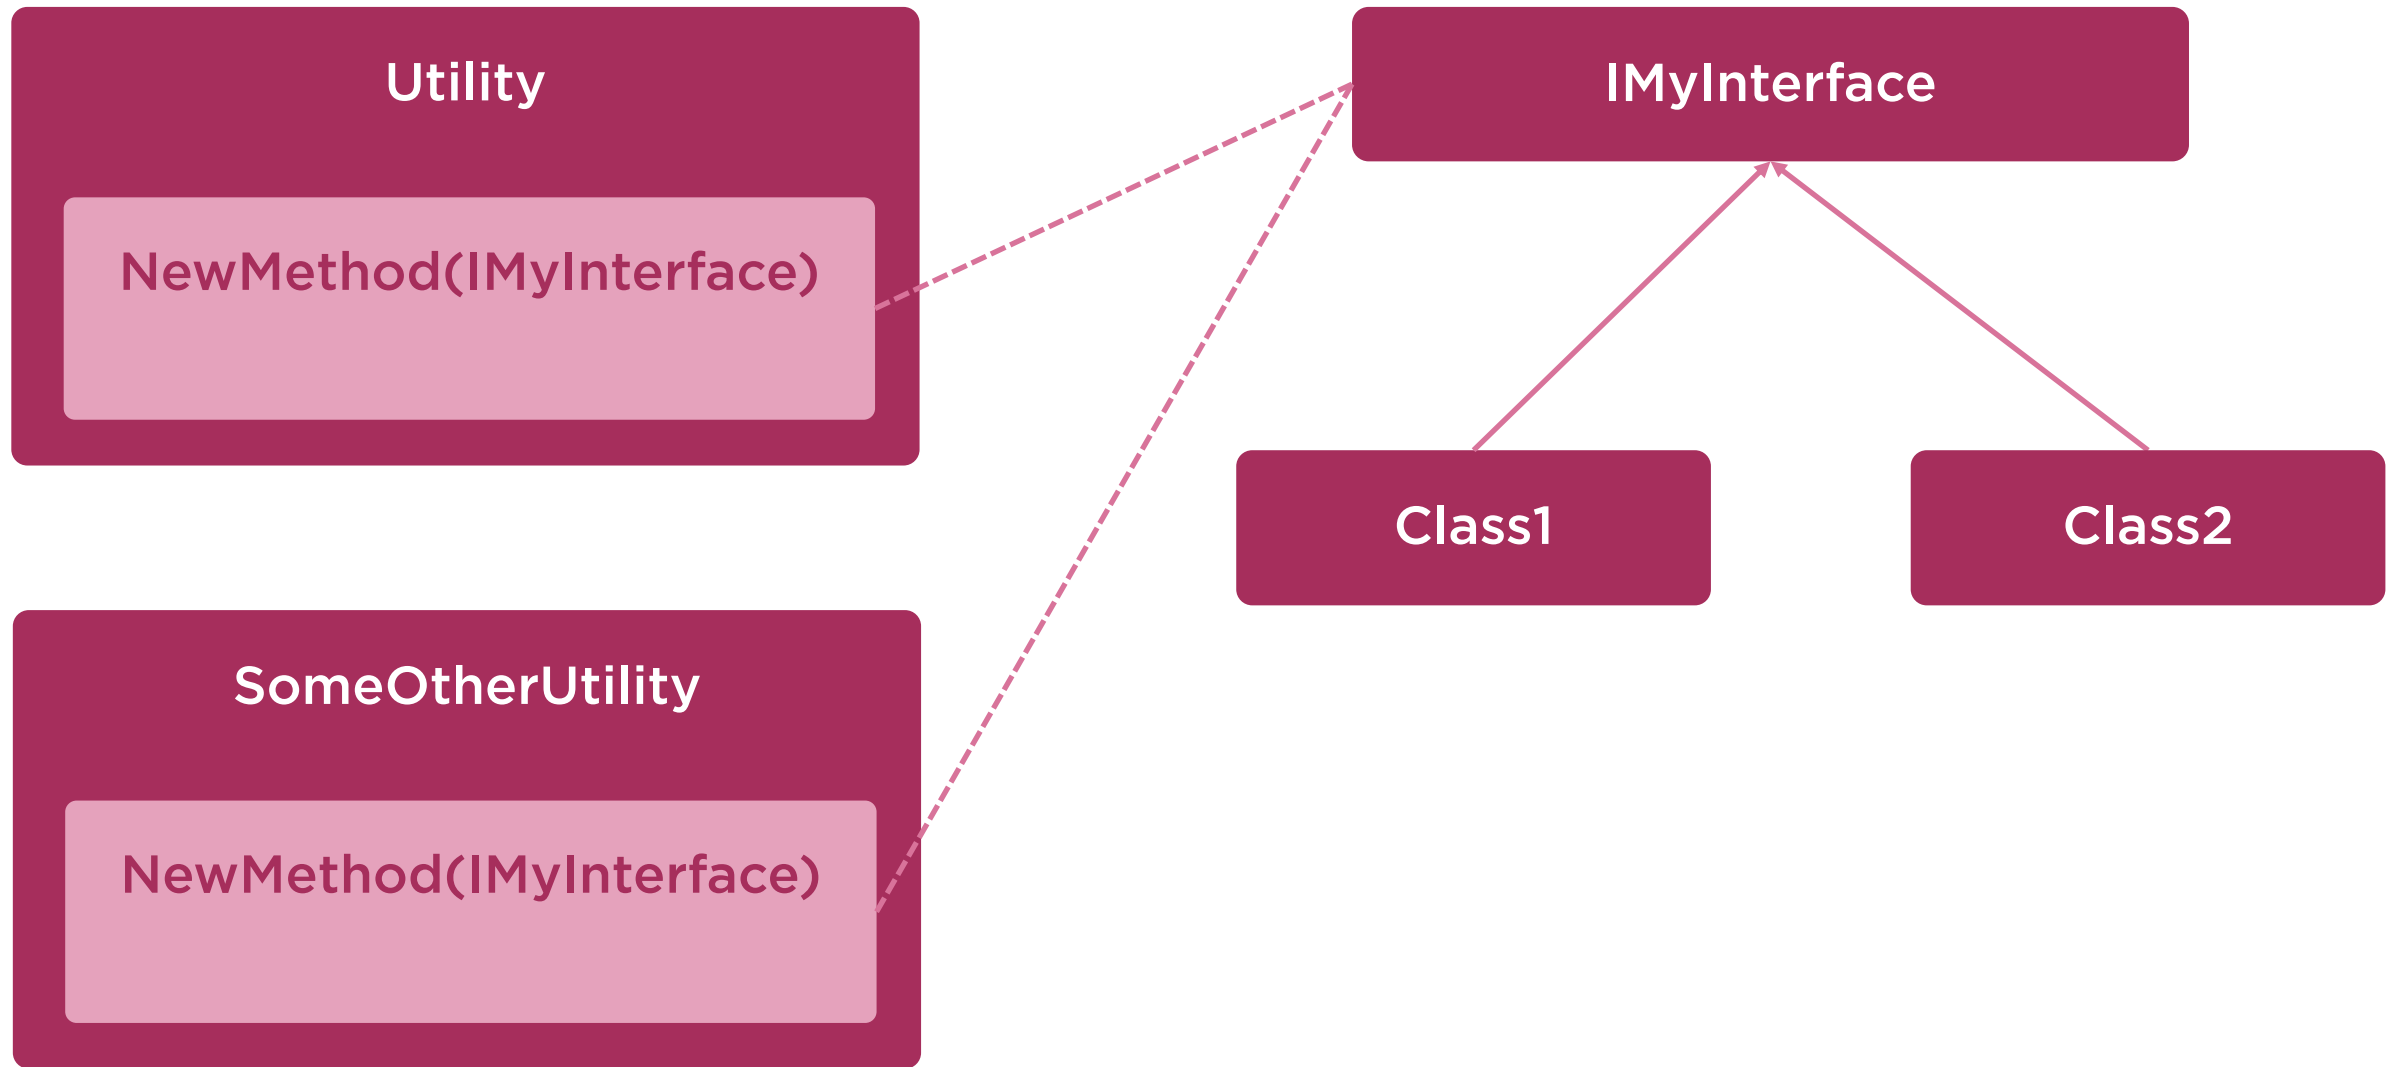 Utility
NewMethod(IMyInterface)
IMyInterface
Class1
Class2
SomeOtherUtility
NewMethod(IMyInterface)